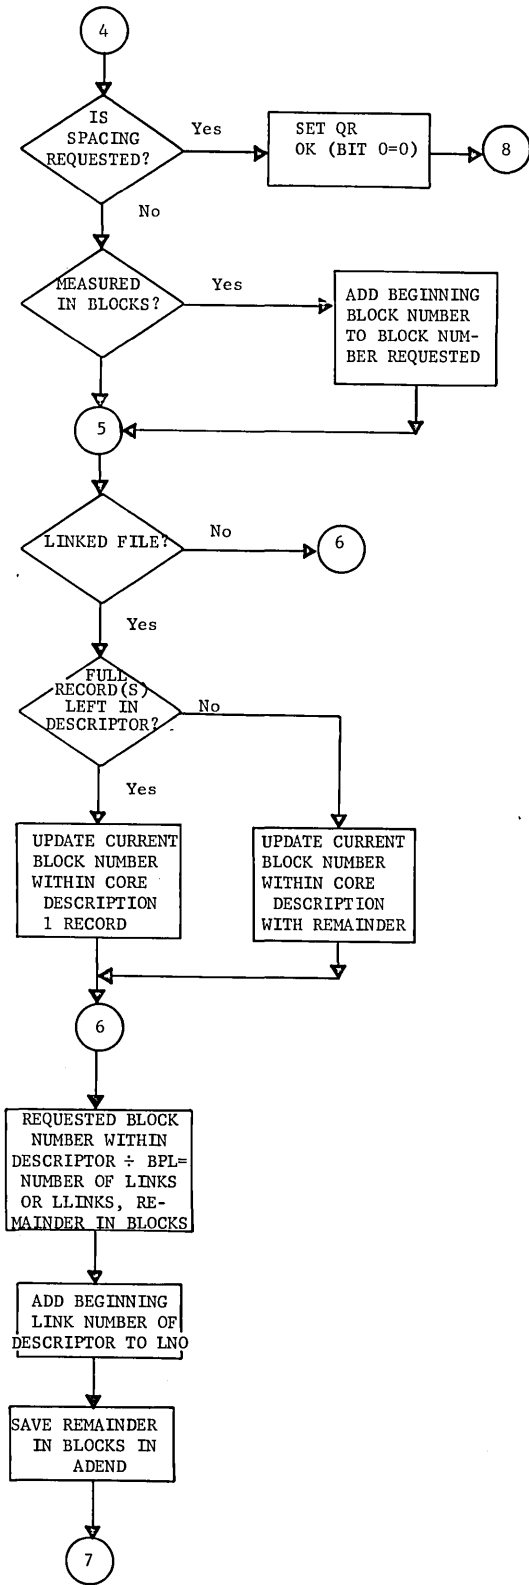 4
IS
SPACING
REQUESTED?
Yes
SET QR
OK (BIT 0=0)
8
No
MEASURED
IN BLOCKS?
Yes
ADD BEGINNING
BLOCK NUMBER
TO BLOCK NUM-
BER REQUESTED
5
LINKED FILE?
No
6
Yes
FULL
RECORD(S)
LEFT IN
DESCRIPTOR?
No
Yes
UPDATE CURRENT
BLOCK NUMBER
WITHIN CORE
DESCRIPTION
1 RECORD
UPDATE CURRENT
BLOCK NUMBER
WITHIN CORE
DESCRIPTION
WITH REMAINDER
6
REQUESTED BLOCK
NUMBER WITHIN
DESCRIPTOR ÷ BPL=
NUMBER OF LINKS
OR LLINKS, RE-
MAINDER IN BLOCKS
ADD BEGINNING
LINK NUMBER OF
DESCRIPTOR TO LNO
SAVE REMAINDER
IN BLOCKS IN
ADEND
7